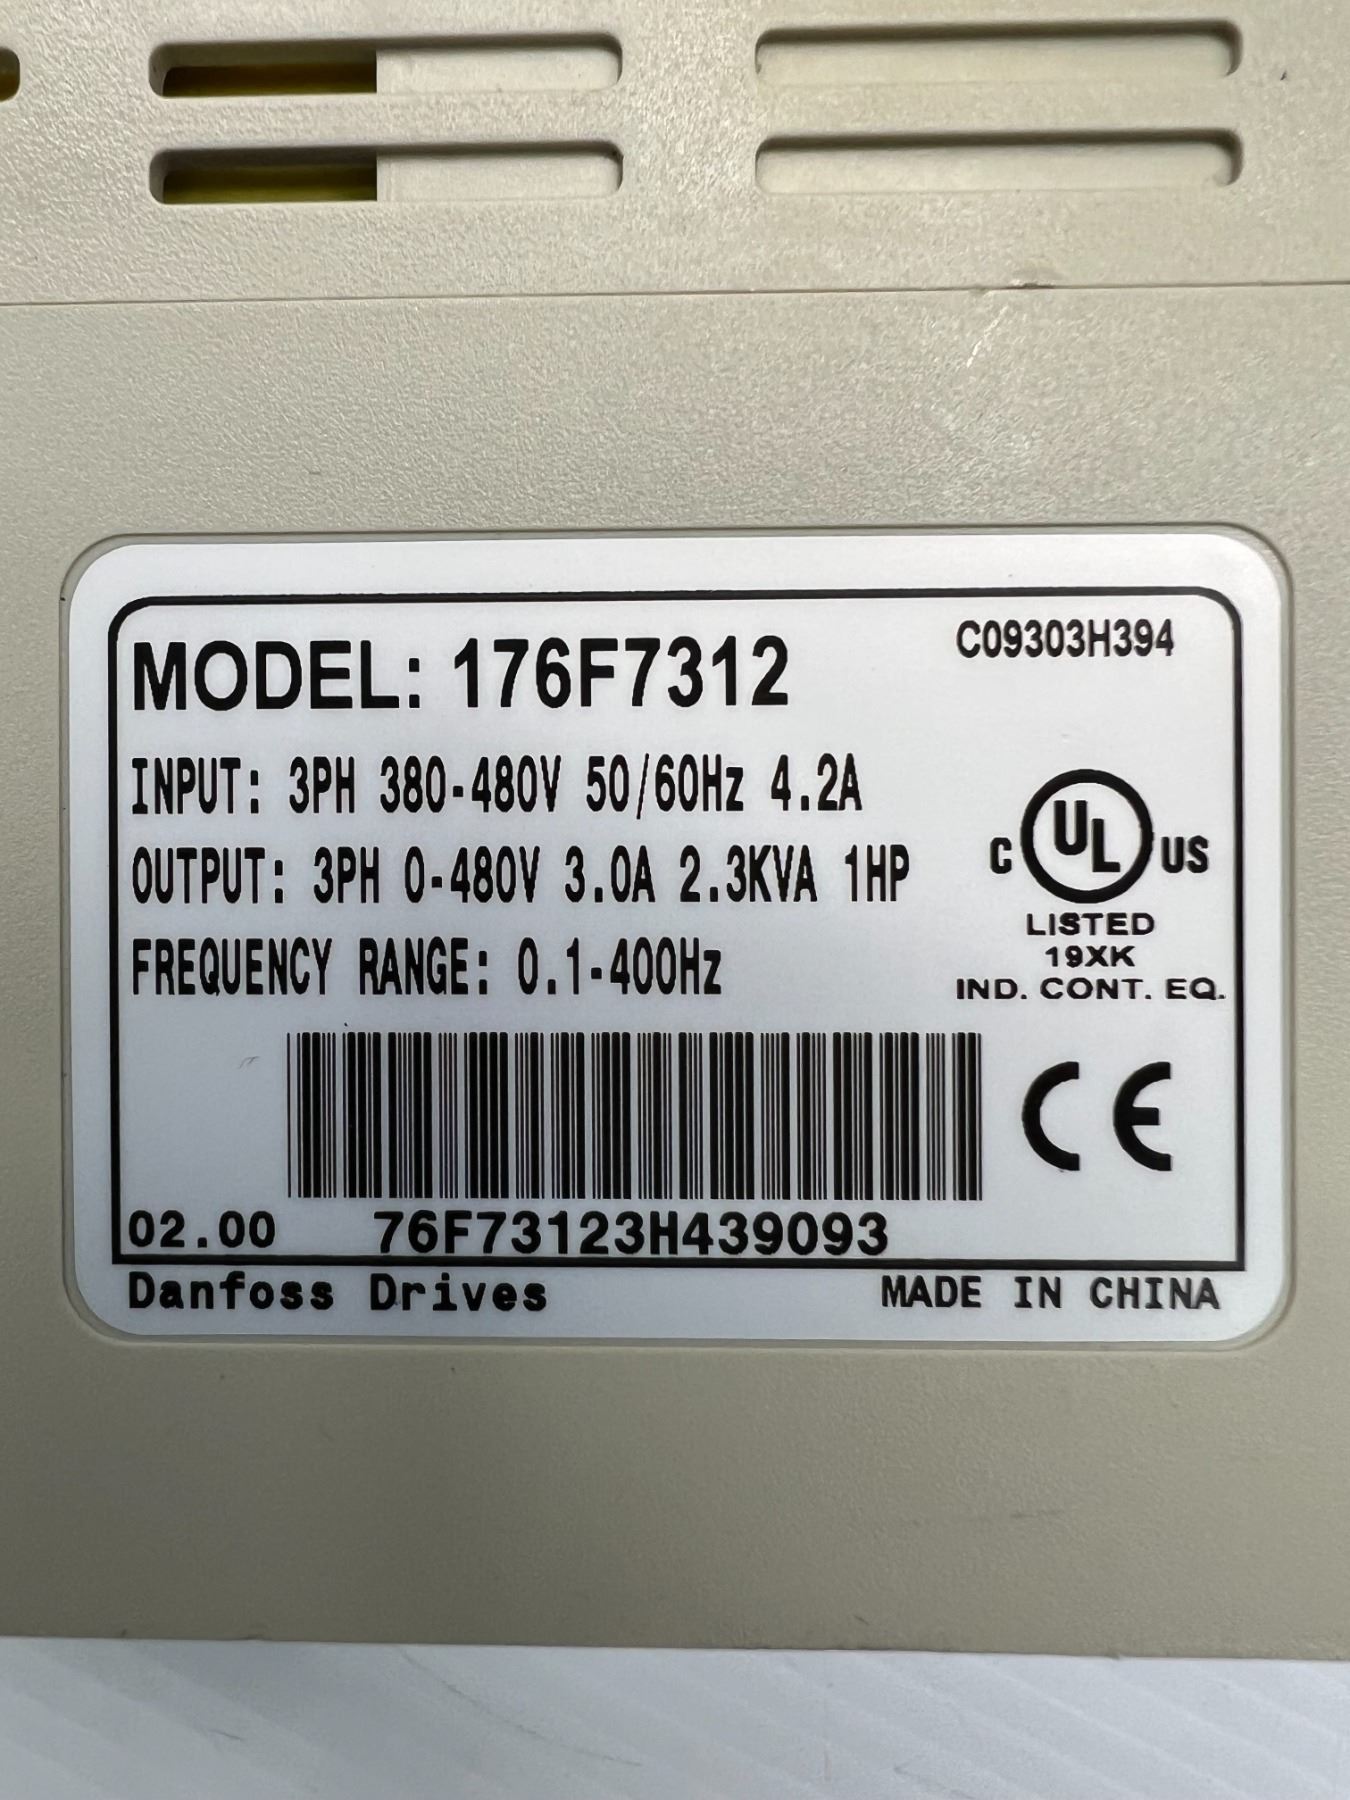 MODEL: 176F7312
C09303H394
INPUT: 3PH 380-480V 50/60Hz 4.2A
OUTPUT: 3PH 0-480V 3.0A 2.3KVA 1HP
FREQUENCY RANGE: 0.1-400Hz
C UL US
LISTED
19XK
IND. CONT. EQ.
CE
02.00 76F73123H439093
Danfoss Drives MADE IN CHINA